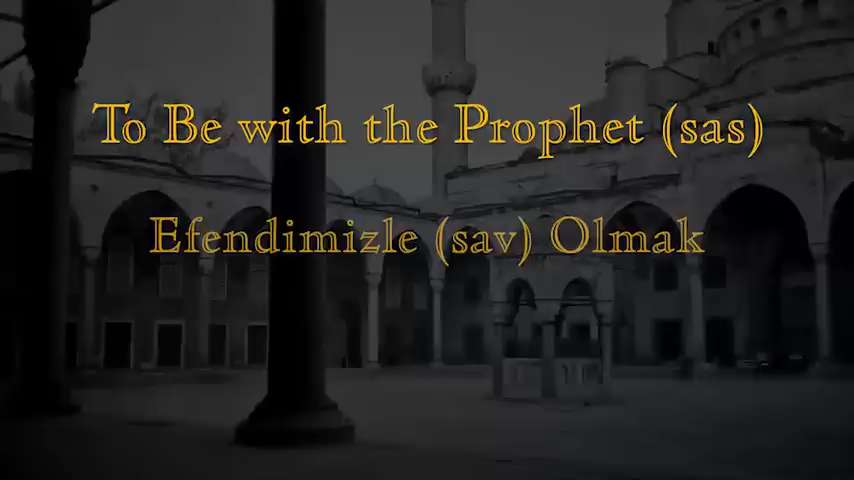 To Be with the Prophet (sas)
Efendimizle (sav) Olmak